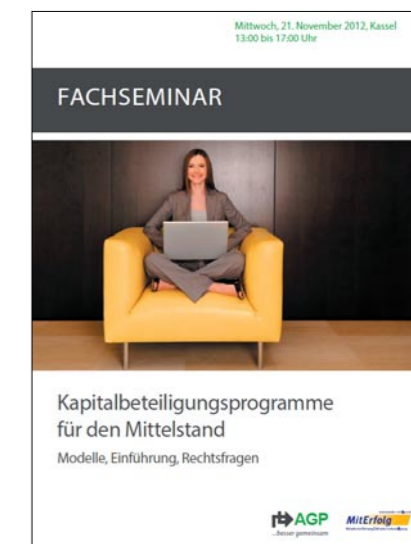 Mittwoch, 21. November 2012, Kassel
13:00 bis 17:00 Uhr
FACHSEMINAR
Kapitalbeteiligungsprogramme
für den Mittelstand
Modelle, Einführung, Rechtsfragen
AGP
...besser gemeinsam
MitErfolg